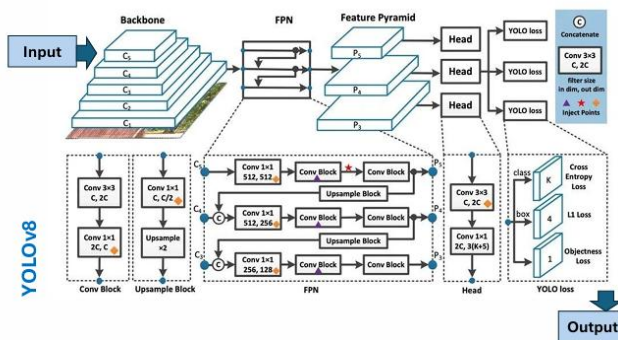 Backbone
FPN
Feature Pyramid
Input
C5
C4
C3
C2
C1
P5
P4
P3
Head
Head
Head
YOLO loss
YOLO loss
YOLO loss
C
Concatenate
Conv 3×3
C, 2C
filter size
in dim, out dim
Inject Points
YOLOv8
Conv 3×3
C, 2C
Conv 1×1
2C, C
Conv Block
Conv 1×1
C, C/2
Upsample
×2
Upsample Block
C5
Conv 1×1
512, 512
Conv Block
Conv Block
P5
Upsample Block
C4
C
Conv 1×1
512, 256
Conv Block
Conv Block
P4
Upsample Block
C3
C
Conv 1×1
256, 128
Conv Block
Conv Block
P3
FPN
Conv 3×3
C, 2C
Conv 1×1
2C, 3(K+5)
Head
class
K
Cross
Entropy
Loss
box
4
L1 Loss
1
Objectness
Loss
YOLO loss
Output